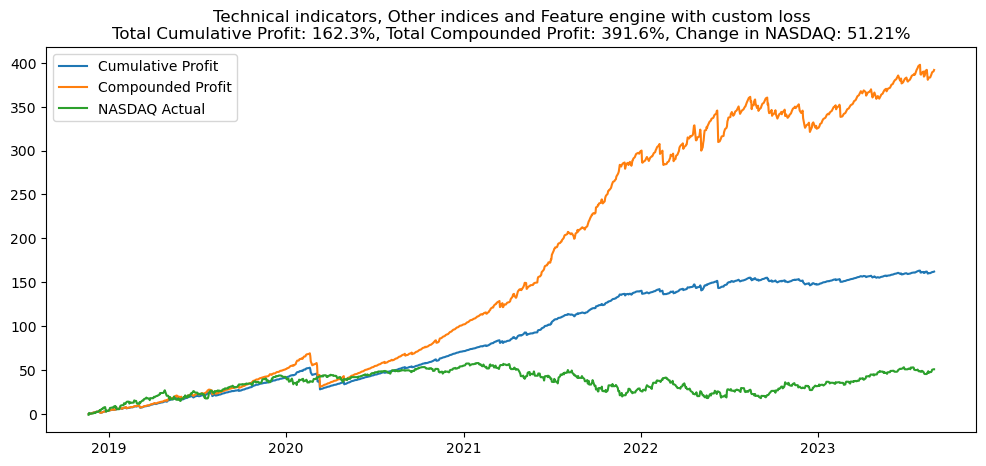 Technical indicators, Other indices and Feature engine with custom loss
Total Cumulative Profit: 162.3%, Total Compounded Profit: 391.6%, Change in NASDAQ: 51.21%
Cumulative Profit
Compounded Profit
NASDAQ Actual
400
350
300
250
200
150
100
50
0
2019
2020
2021
2022
2023